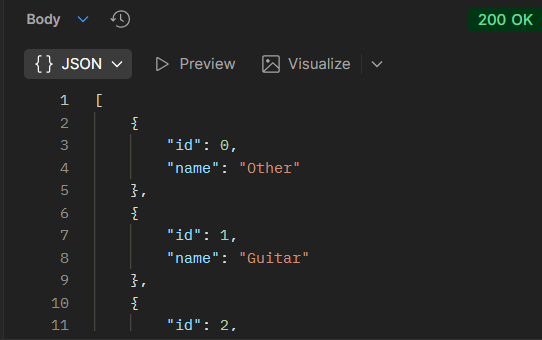 Body 200 OK
{} JSON Preview Visualize
1 [
2 {
3 "id": 0,
4 "name": "Other"
5 },
6 {
7 "id": 1,
8 "name": "Guitar"
9 },
10 {
11 "id": 2,